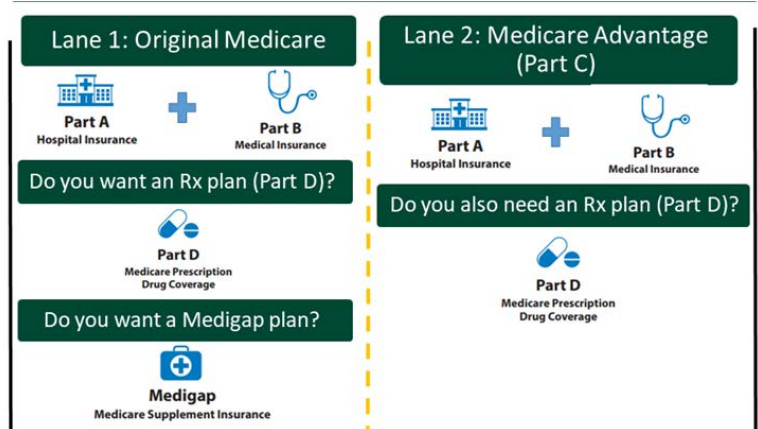 Lane 1: Original Medicare
Part A
Hospital Insurance
Part B
Medical Insurance
Do you want an Rx plan (Part D)?
Part D
Medicare Prescription
Drug Coverage
Do you want a Medigap plan?
Medigap
Medicare Supplement Insurance
Lane 2: Medicare Advantage
(Part C)
Part A
Hospital Insurance
Part B
Medical Insurance
Do you also need an Rx plan (Part D)?
Part D
Medicare Prescription
Drug Coverage